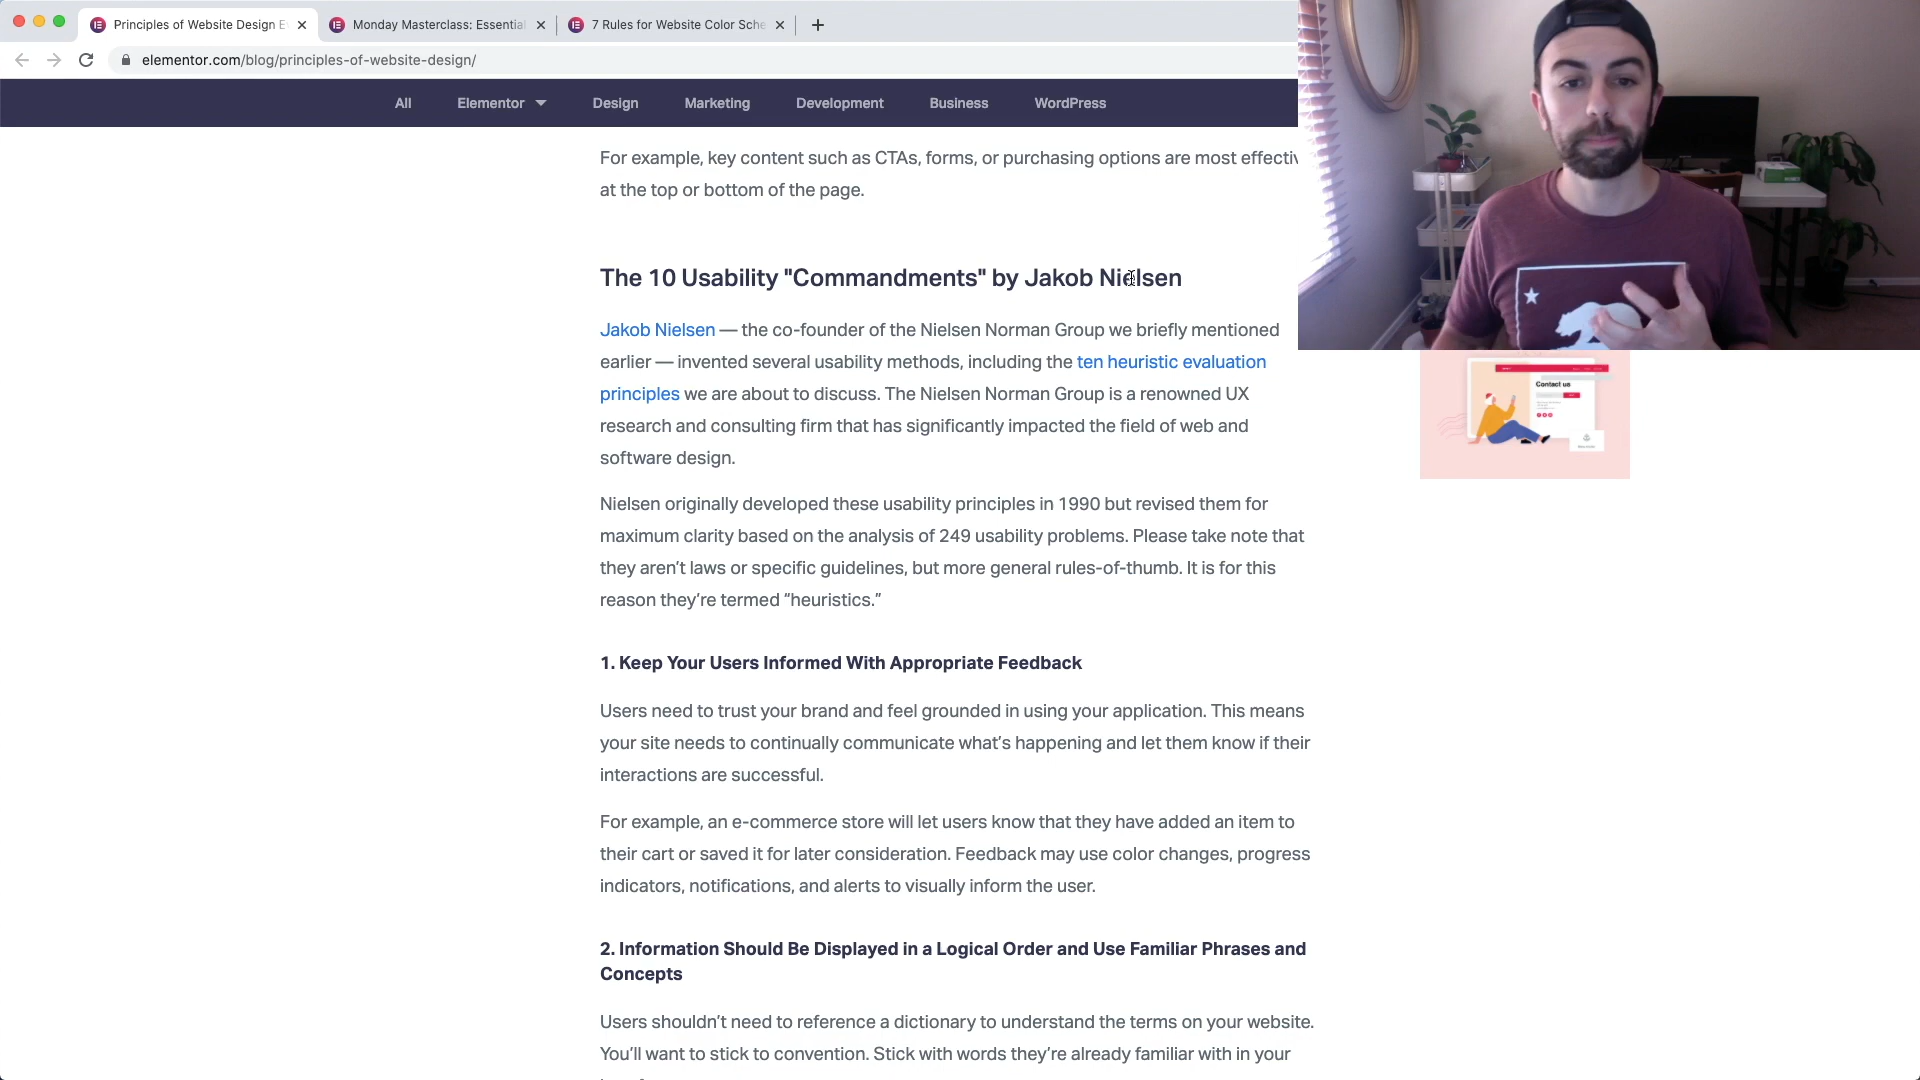 Principles of Website Design E
Monday Masterclass: Essential
7 Rules for Website Color Sche
elementor.com/blog/principles-of-website-design/
All
Elementor
Design
Marketing
Development
Business
WordPress
For example, key content such as CTAs, forms, or purchasing options are most effectiv
at the top or bottom of the page.
The 10 Usability "Commandments" by Jakob Nielsen
Jakob Nielsen — the co-founder of the Nielsen Norman Group we briefly mentioned
earlier — invented several usability methods, including the ten heuristic evaluation
principles we are about to discuss. The Nielsen Norman Group is a renowned UX
research and consulting firm that has significantly impacted the field of web and
software design.
Contact us
Nielsen originally developed these usability principles in 1990 but revised them for
maximum clarity based on the analysis of 249 usability problems. Please take note that
they aren’t laws or specific guidelines, but more general rules-of-thumb. It is for this
reason they’re termed “heuristics.”
1. Keep Your Users Informed With Appropriate Feedback
Users need to trust your brand and feel grounded in using your application. This means
your site needs to continually communicate what’s happening and let them know if their
interactions are successful.
For example, an e-commerce store will let users know that they have added an item to
their cart or saved it for later consideration. Feedback may use color changes, progress
indicators, notifications, and alerts to visually inform the user.
2. Information Should Be Displayed in a Logical Order and Use Familiar Phrases and
Concepts
Users shouldn’t need to reference a dictionary to understand the terms on your website.
You’ll want to stick to convention. Stick with words they’re already familiar with in your